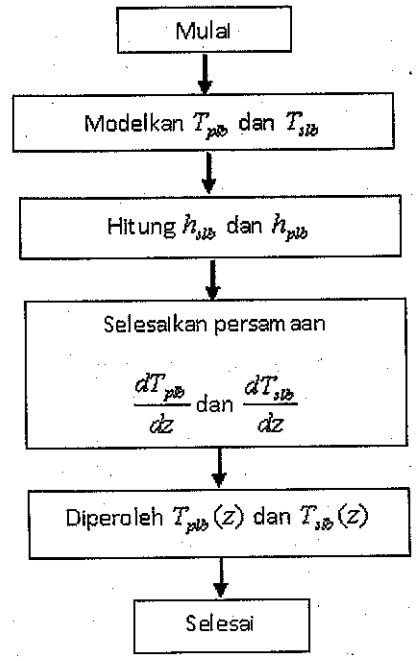 Mulai
Modelkan T_plb dan T_slb
Hitung h_slb dan h_plb
Selesaikan persamaan
dT_plb/dz dan dT_slb/dz
Diperoleh T_plb(z) dan T_slb(z)
Selesai